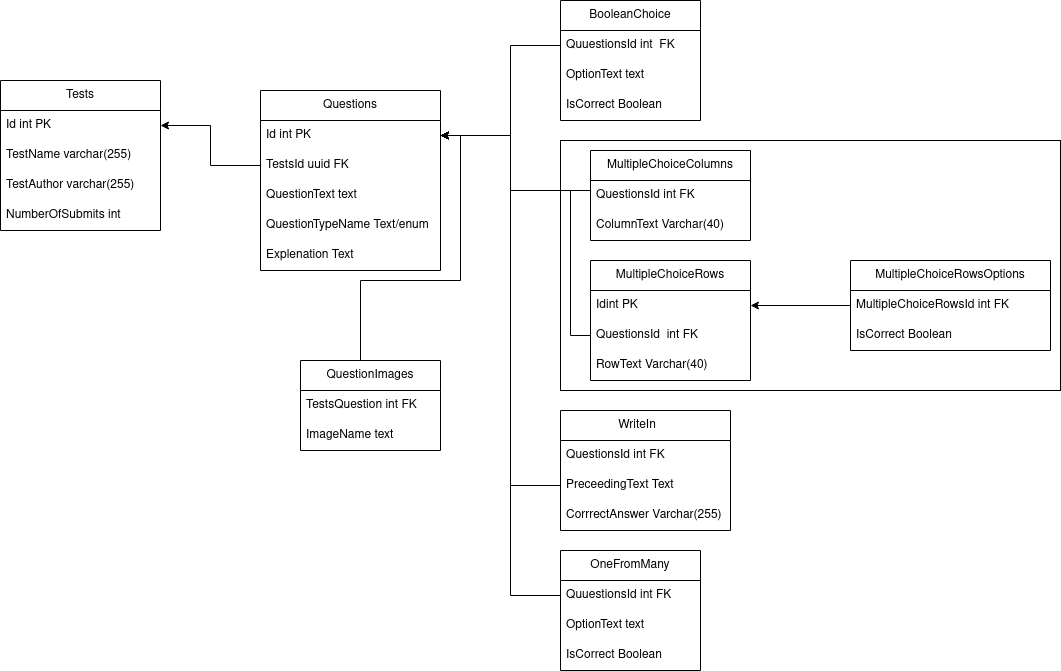 Tests
Id int PK
TestName varchar(255)
TestAuthor varchar(255)
NumberOfSubmits int
Questions
Id int PK
TestsId uuid FK
QuestionText text
QuestionTypeName Text/enum
Explenation Text
QuestionImages
TestsQuestion int FK
ImageName text
BooleanChoice
QuuestionsId int  FK
OptionText text
IsCorrect Boolean
MultipleChoiceColumns
QuestionsId int FK
ColumnText Varchar(40)
MultipleChoiceRows
Idint PK
QuestionsId  int FK
RowText Varchar(40)
MultipleChoiceRowsOptions
MultipleChoiceRowsId int FK
IsCorrect Boolean
WriteIn
QuestionsId int FK
PreceedingText Text
CorrrectAnswer Varchar(255)
OneFromMany
QuuestionsId int FK
OptionText text
IsCorrect Boolean